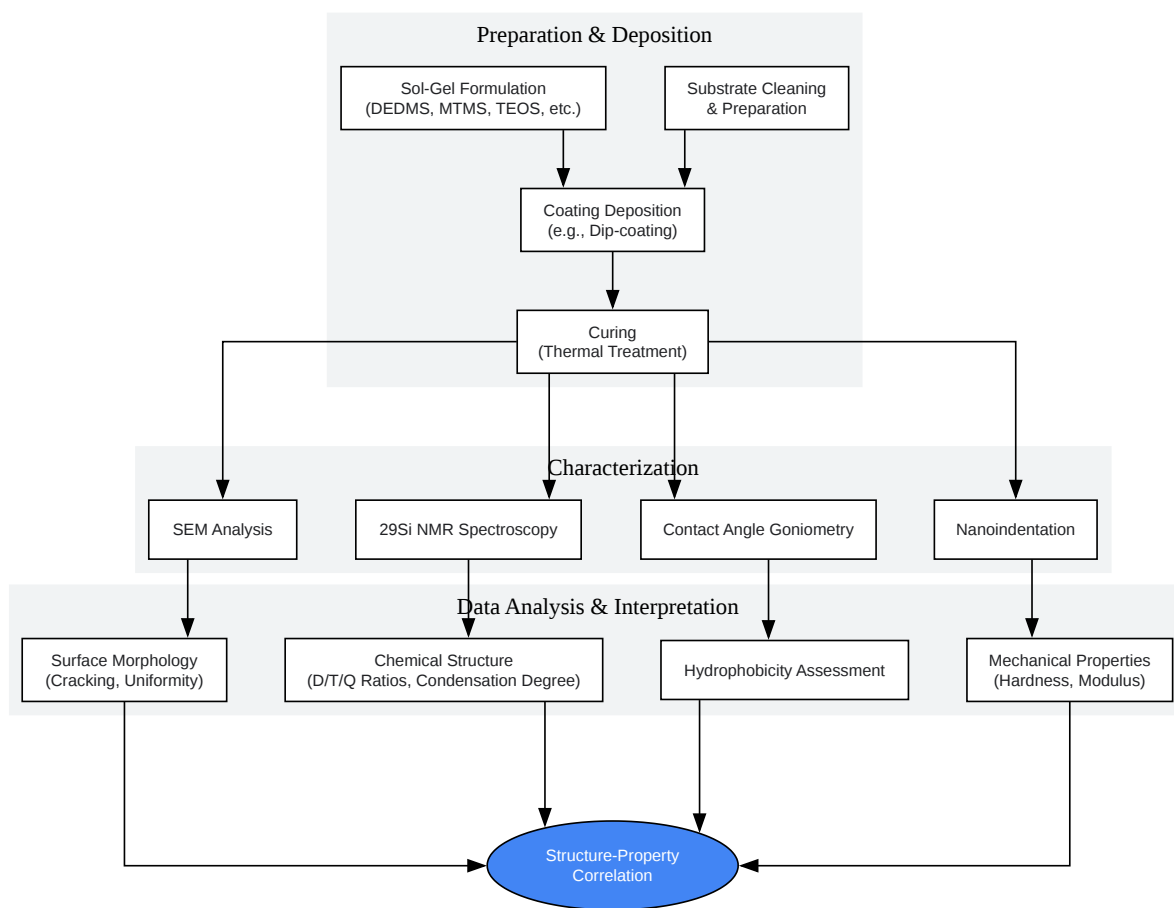 Preparation & Deposition
Sol-Gel Formulation
(DEDMS, MTMS, TEOS, etc.)
Substrate Cleaning
& Preparation
Coating Deposition
(e.g., Dip-coating)
Curing
(Thermal Treatment)
Characterization
SEM Analysis
29Si NMR Spectroscopy
Contact Angle Goniometry
Nanoindentation
Data Analysis & Interpretation
Surface Morphology
(Cracking, Uniformity)
Chemical Structure
(D/T/Q Ratios, Condensation Degree)
Hydrophobicity Assessment
Mechanical Properties
(Hardness, Modulus)
Structure-Property
Correlation